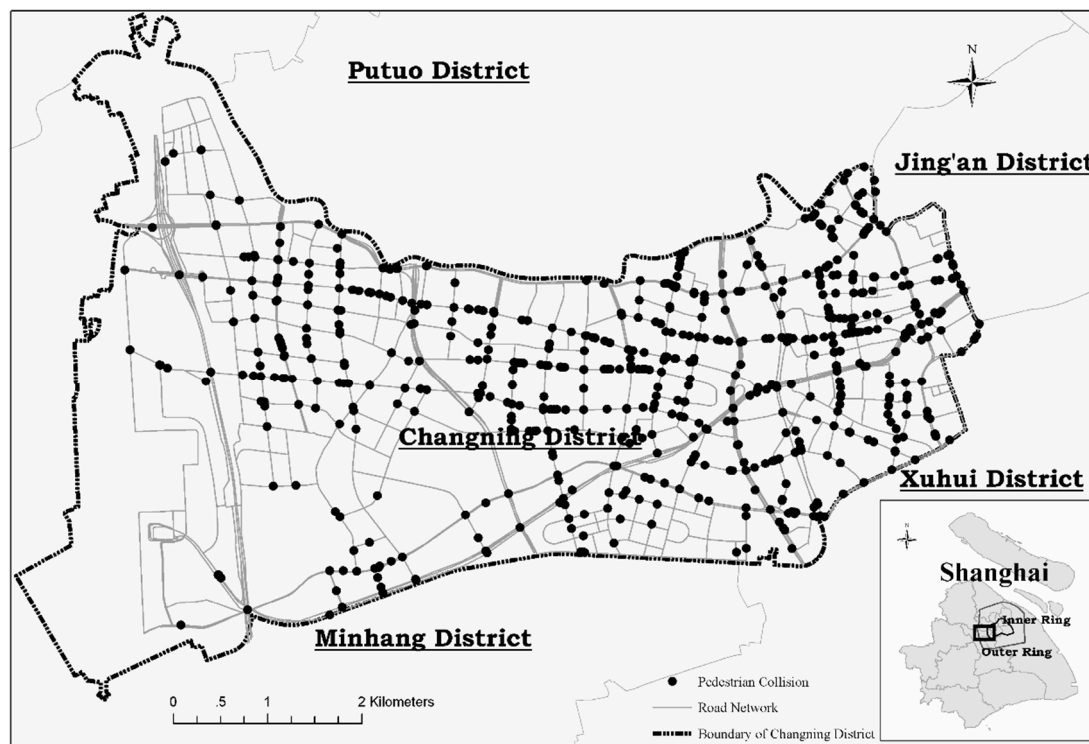 Putuo District
N
Jing'an District
Changning District
Xuhui District
N
Shanghai
Inner Ring
Outer Ring
Minhang District
0 .5 1 2 Kilometers
Pedestrian Collision
Road Network
Boundary of Changning District